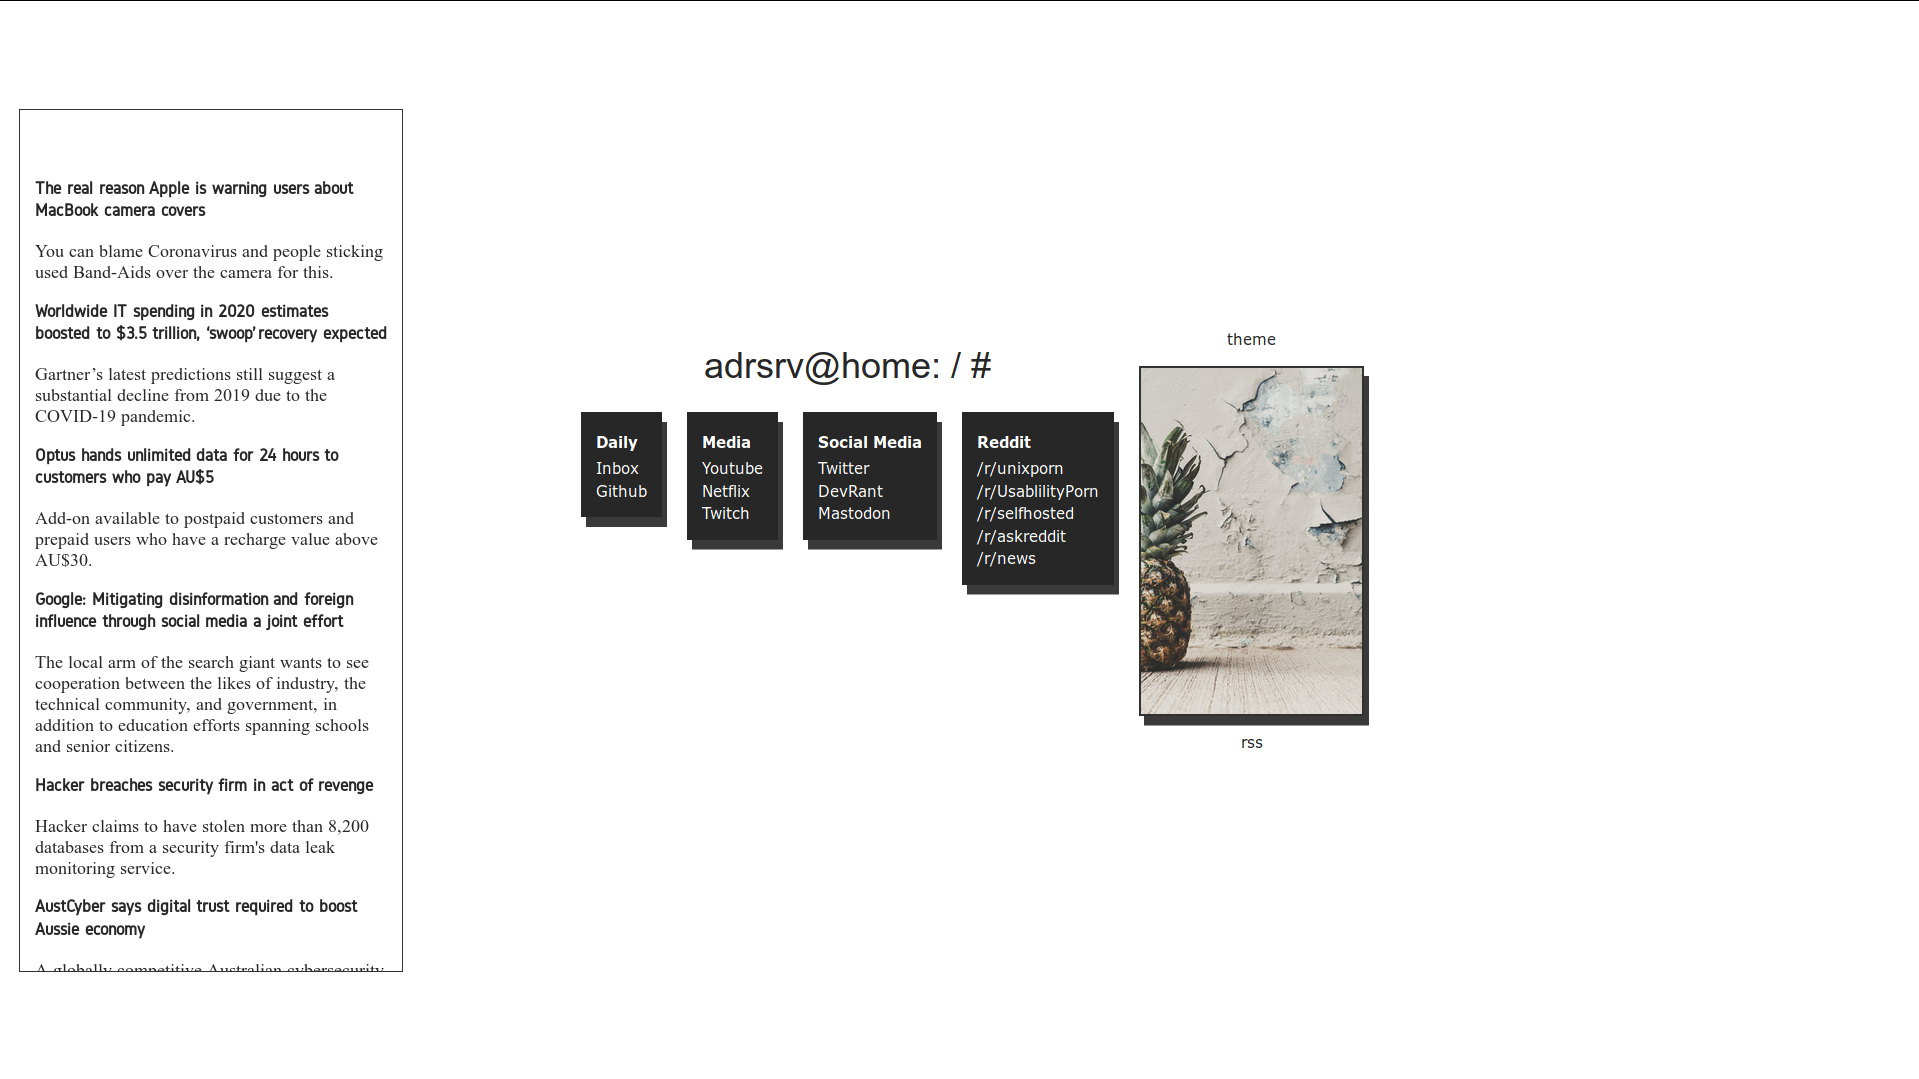 The real reason Apple is warning users about
MacBook camera covers
You can blame Coronavirus and people sticking
used Band-Aids over the camera for this.
Worldwide IT spending in 2020 estimates
boosted to $3.5 trillion, ‘swoop’ recovery expected
Gartner’s latest predictions still suggest a
substantial decline from 2019 due to the
COVID-19 pandemic.
Optus hands unlimited data for 24 hours to
customers who pay AU$5
Add-on available to postpaid customers and
prepaid users who have a recharge value above
AU$30.
Google: Mitigating disinformation and foreign
influence through social media a joint effort
The local arm of the search giant wants to see
cooperation between the likes of industry, the
technical community, and government, in
addition to education efforts spanning schools
and senior citizens.
Hacker breaches security firm in act of revenge
Hacker claims to have stolen more than 8,200
databases from a security firm's data leak
monitoring service.
AustCyber says digital trust required to boost
Aussie economy
A globally competitive Australian cybersecurity
adrsrv@home: / #
Daily
Inbox
Github
Media
Youtube
Netflix
Twitch
Social Media
Twitter
DevRant
Mastodon
Reddit
/r/unixporn
/r/UsablilityPorn
/r/selfhosted
/r/askreddit
/r/news
theme
rss